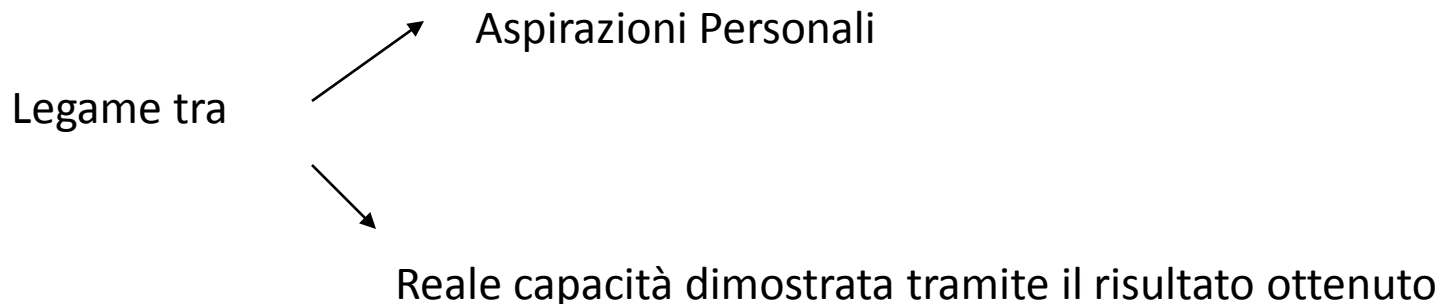 Aspirazioni Personali
Legame tra
Reale capacità dimostrata tramite il risultato ottenuto